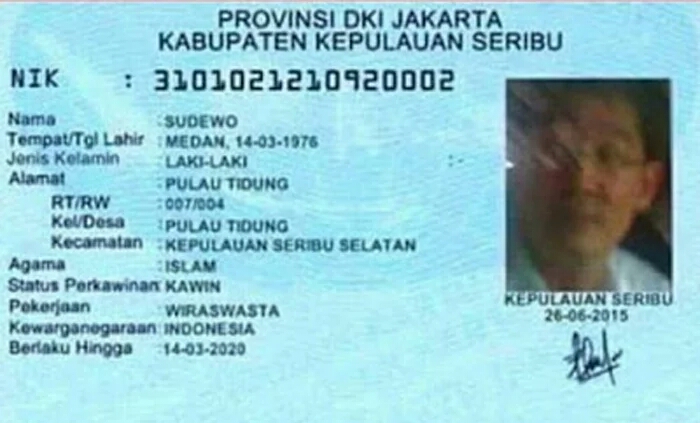 PROVINSI DKI JAKARTA
KABUPATEN KEPULAUAN SERIBU
NIK : 3101021210920002
Nama : SUDEWO
Tempat/Tgl Lahir : MEDAN, 14-03-1976
Jenis Kelamin : LAKI-LAKI :-
Alamat : PULAU TIDUNG
RT/RW : 007/004
Kel/Desa : PULAU TIDUNG
Kecamatan : KEPULAUAN SERIBU SELATAN
Agama : ISLAM
Status Perkawinan: KAWIN
Pekerjaan : WIRASWASTA
Kewarganegaraan: INDONESIA
Berlaku Hingga : 14-03-2020
KEPULAUAN SERIBU
26-06-2015